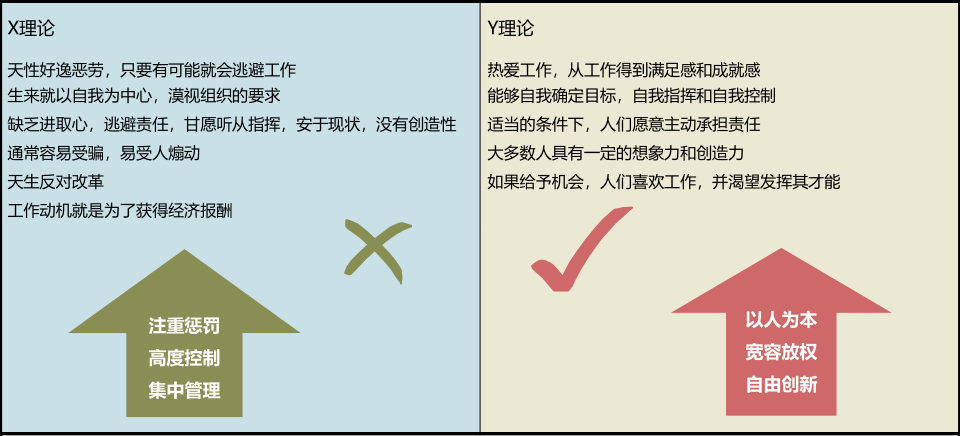 X理论
天性好逸恶劳，只要有可能就会逃避工作
生来就以自我为中心，漠视组织的要求
缺乏进取心，逃避责任，甘愿听从指挥，安于现状，没有创造性
通常容易受骗，易受人煽动
天生反对改革
工作动机就是为了获得经济报酬
注重惩罚
高度控制
集中管理
Y理论
热爱工作，从工作得到满足感和成就感
能够自我确定目标，自我指挥和自我控制
适当的条件下，人们愿意主动承担责任
大多数人具有一定的想象力和创造力
如果给予机会，人们喜欢工作，并渴望发挥其才能
以人为本
宽容放权
自由创新